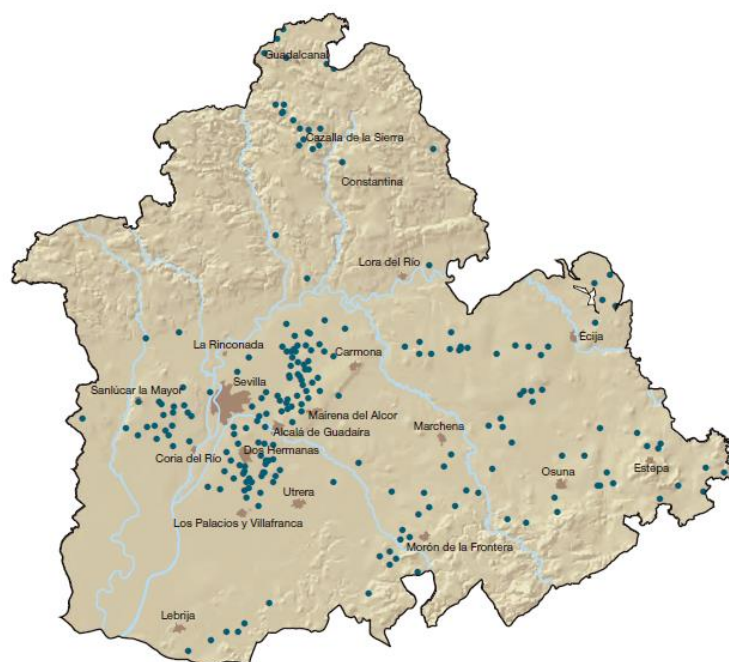 Guadalcanal
Cazalla de la Sierra
Constantina
Lora del Río
Écija
La Rinconada
Carmona
Sanlúcar la Mayor
Sevilla
Mairena del Alcor
Marchena
Alcalá de Guadaíra
Coria del Río
Dos Hermanas
Osuna
Estepa
Utrera
Los Palacios y Villafranca
Morón de la Frontera
Lebrija